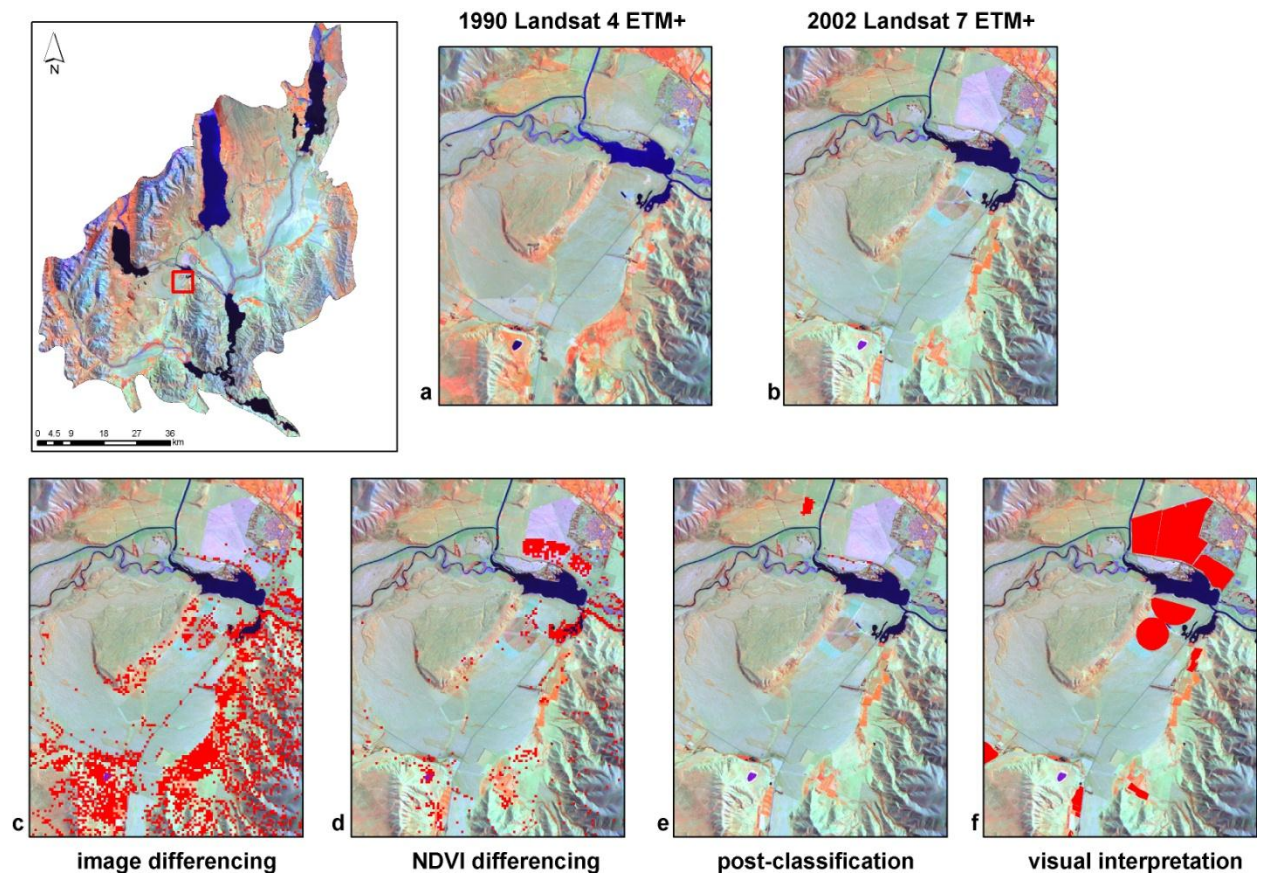 N
0 4.5 9 18 27 36
km
1990 Landsat 4 ETM+
2002 Landsat 7 ETM+
a
b
c
d
e
f
image differencing
NDVI differencing
post-classification
visual interpretation